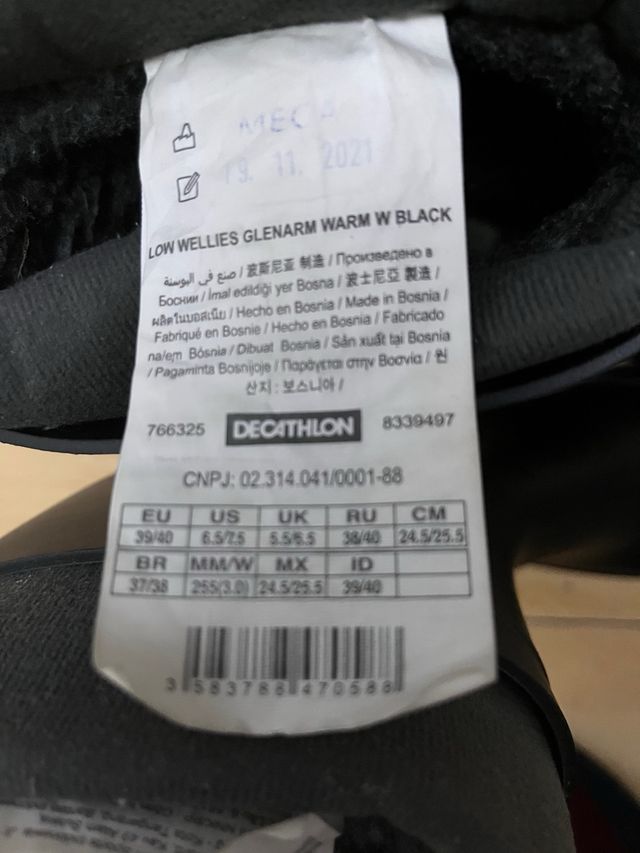 19. 11. 2021
LOW WELLIES GLENARM WARM W BLACK
صنع في البوسنة / 波斯尼亚 制造 / Произведено в
Боснии / İmal edildiği yer Bosna / 波士尼亞 製造 /
ผลิตในบอสเนีย / Hecho en Bosnia / Made in Bosnia /
Fabriqué en Bosnie / Hecho en Bosnia / Fabricado
na/em Bósnia / Dibuat Bosnia / Sản xuất tại Bosnia
/ Pagaminta Bosnijoje / Παράγεται στην Βοσνία / 원
산지 : 보스니아 /
766325 DECATHLON 8339497
CNPJ: 02.314.041/0001-88
EU US UK RU CM
39/40 6.5/7.5 5.5/6.5 38/40 24.5/25.5
BR MM/W MX ID
37/38 255(3.0) 24.5/25.5 39/40
3 583788 470588